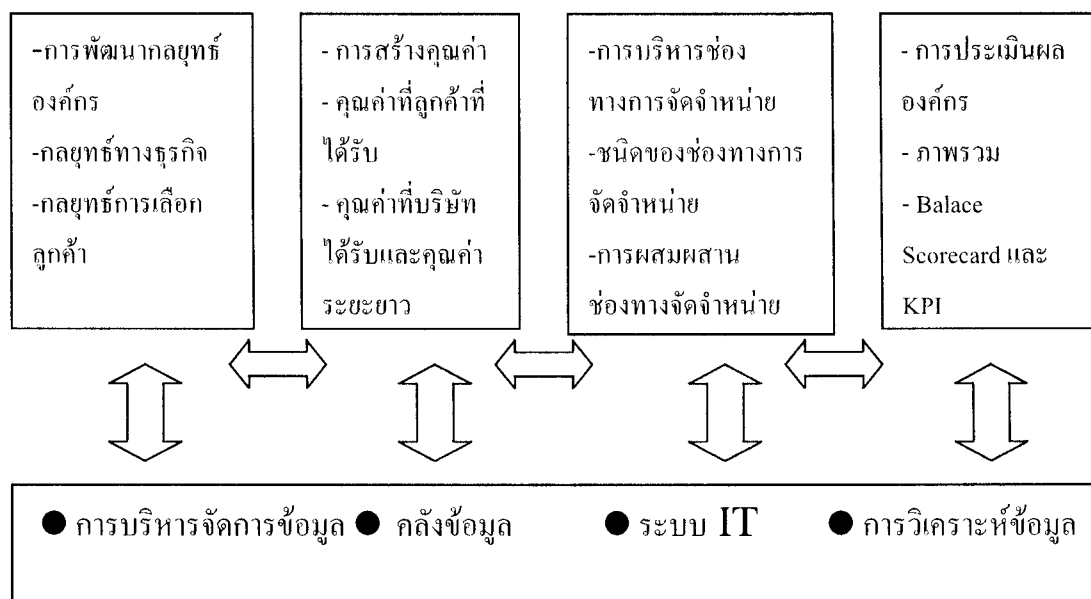 -การพัฒนากลยุทธ์
องค์กร
-กลยุทธ์ทางธุรกิจ
-กลยุทธ์การเลือก
ลูกค้า
- การสร้างคุณค่า
- คุณค่าที่ลูกค้าที่
ได้รับ
- คุณค่าที่บริษัท
ได้รับและคุณค่า
ระยะยาว
-การบริหารช่อง
ทางการจัดจำหน่าย
-ชนิดของช่องทางการ
จัดจำหน่าย
-การผสมผสาน
ช่องทางจัดจำหน่าย
- การประเมินผล
องค์กร
- ภาพรวม
- Balace
Scorecard และ
KPI
● การบริหารจัดการข้อมูล ● คลังข้อมูล ● ระบบ IT ● การวิเคราะห์ข้อมูล